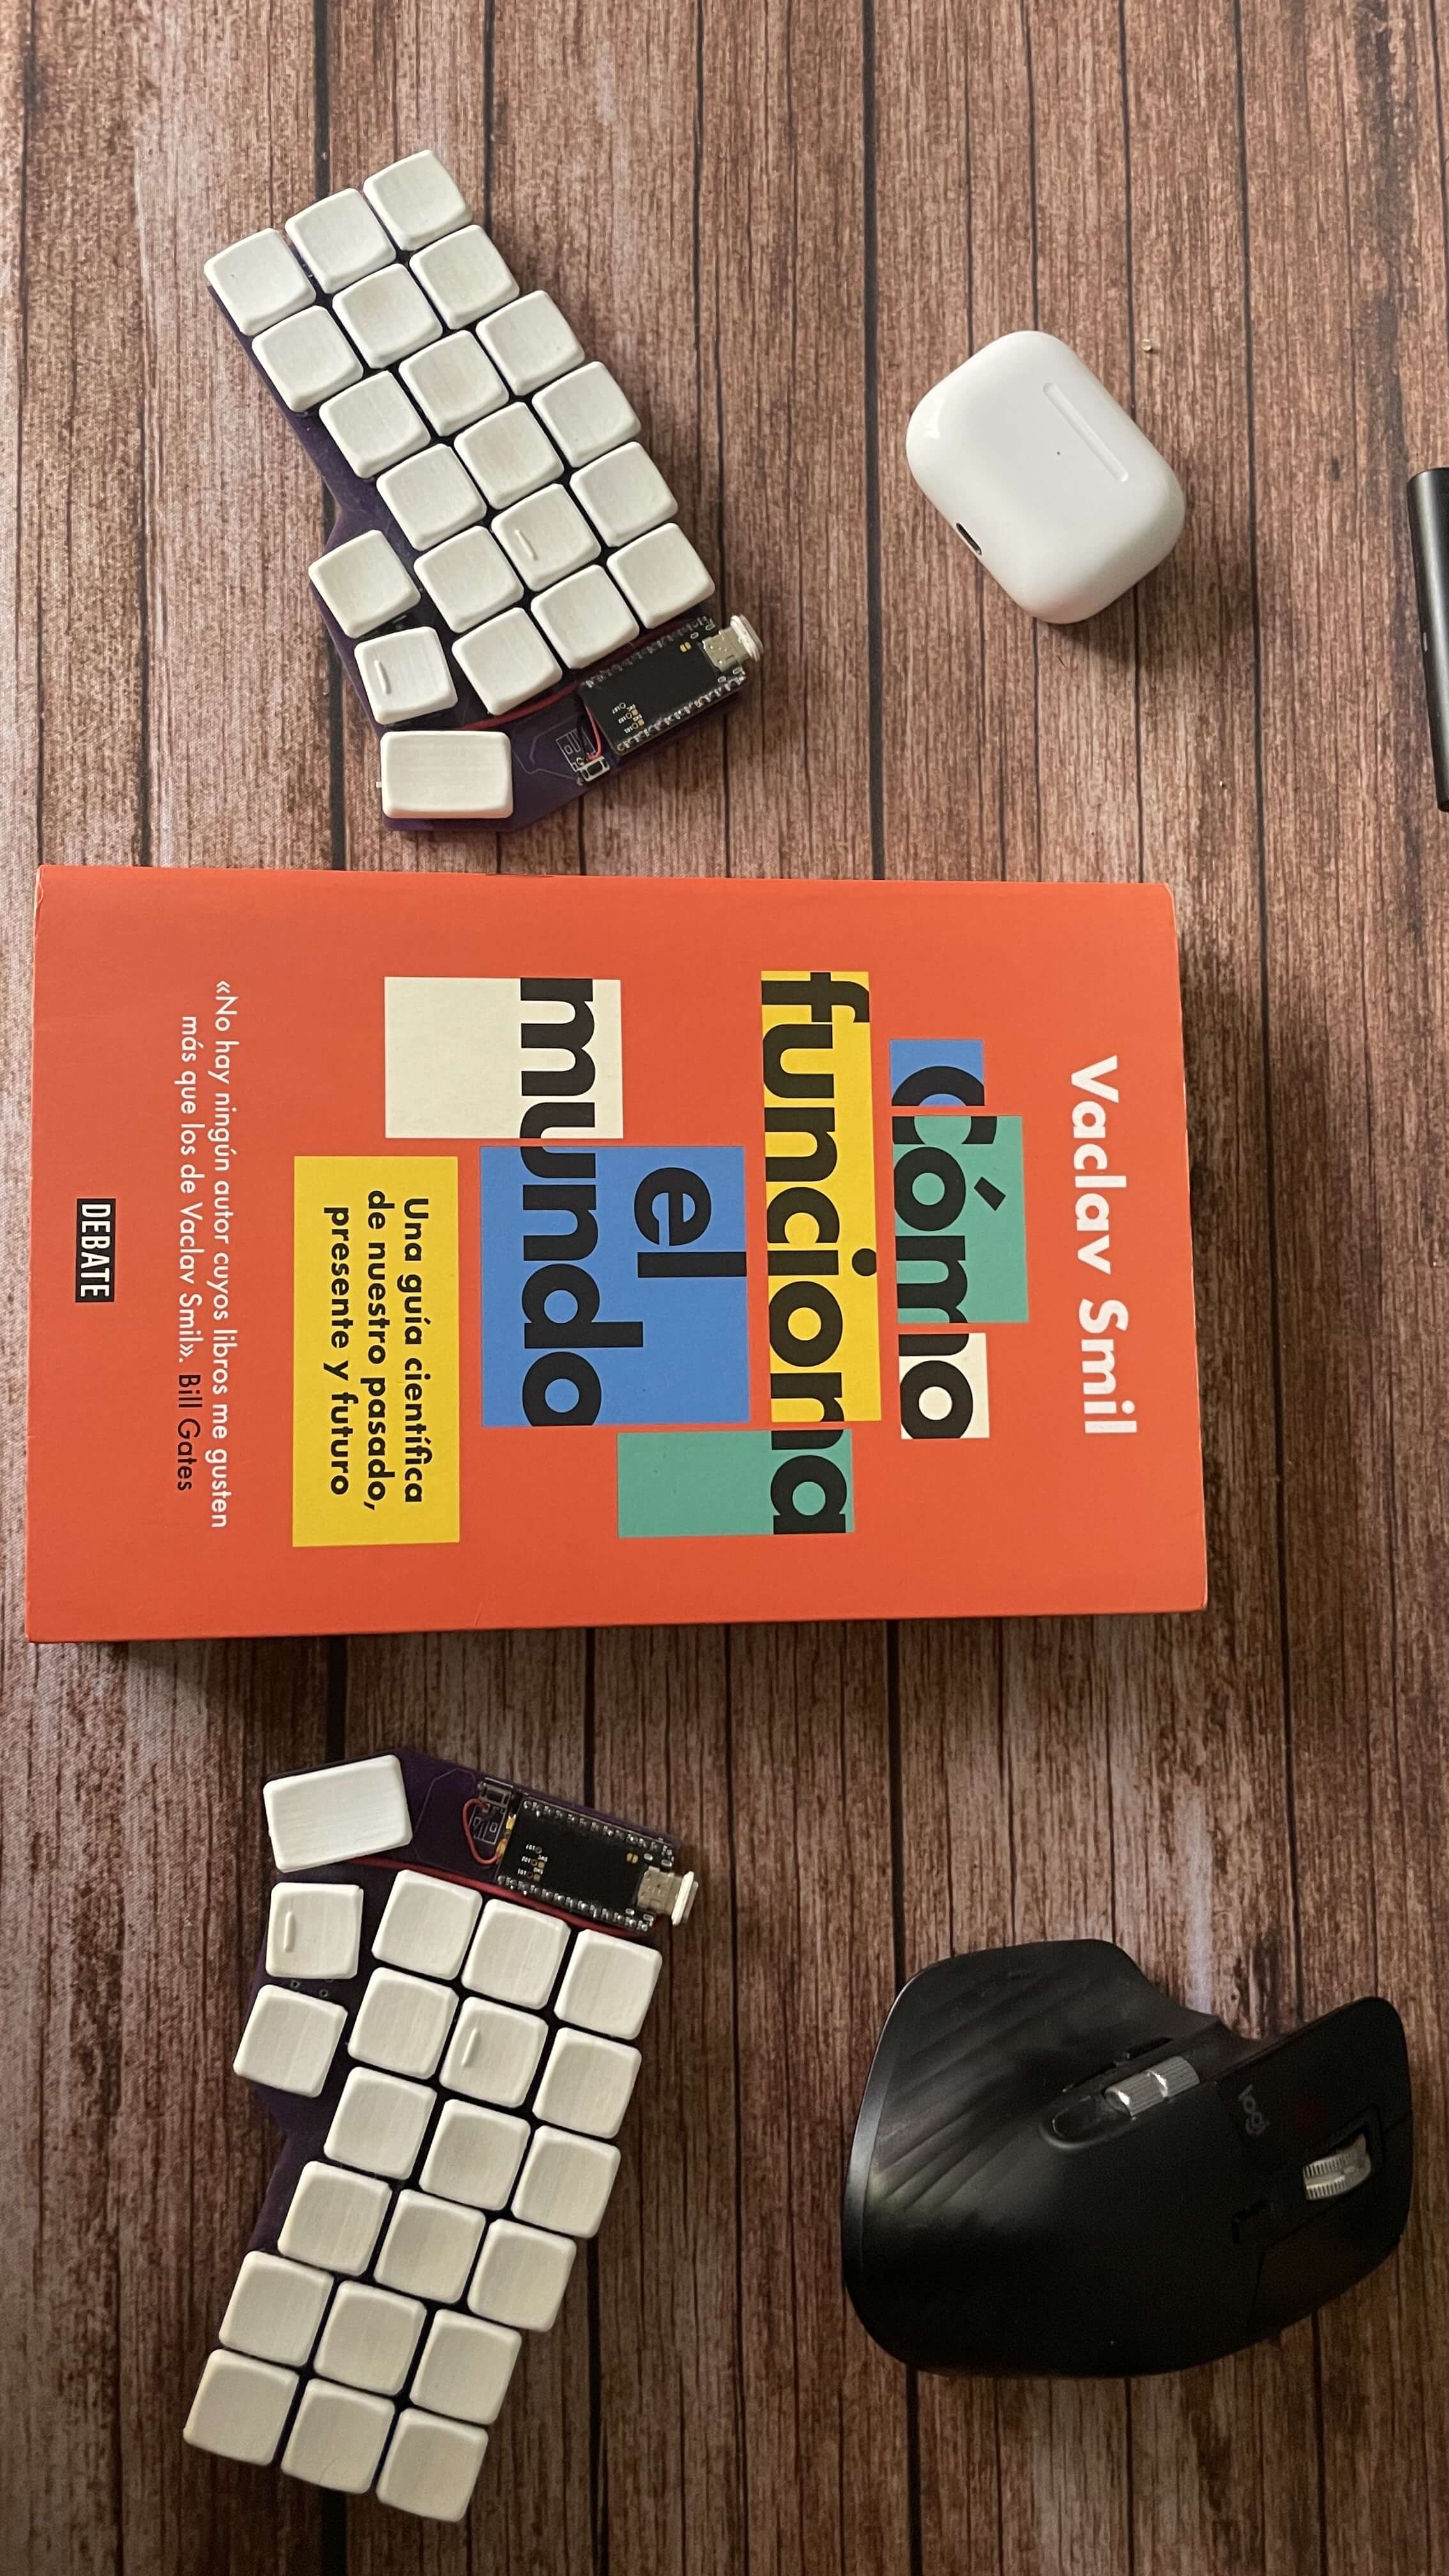 logi
Vaclav Smil
Cómo
funciona
el
mundo
Una guía científica
de nuestro pasado,
presente y futuro
«No hay ningún autor cuyos libros me gusten
más que los de Vaclav Smil». Bill Gates
DEBATE